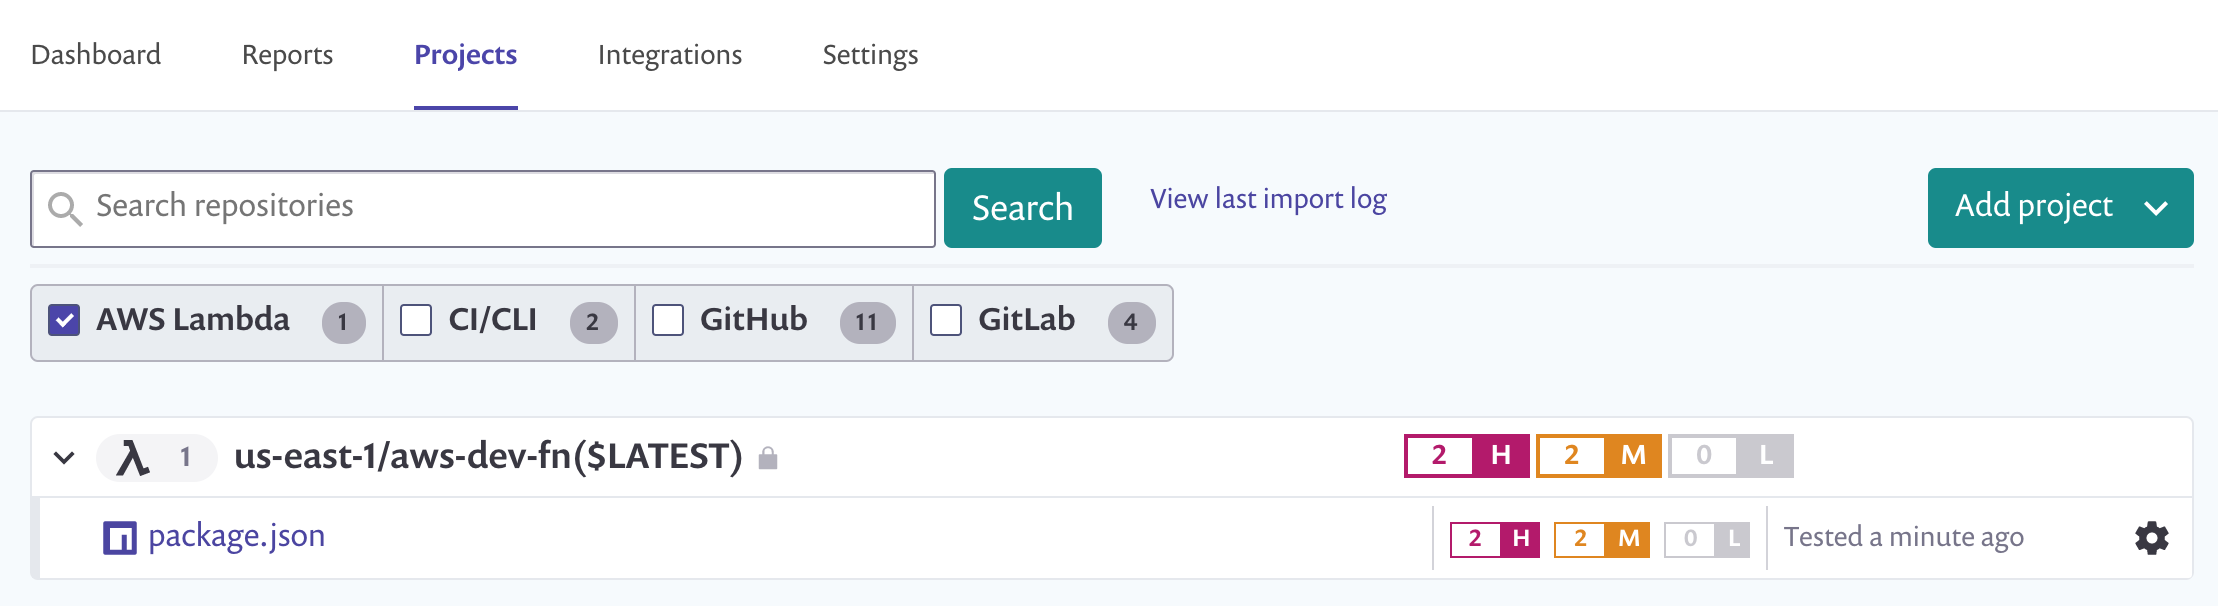 Dashboard Reports Projects Integrations Settings
Search repositories Search View last import log Add project
AWS Lambda 1 CI/CLI 2 GitHub 11 GitLab 4
λ 1 us-east-1/aws-dev-fn($LATEST) 2 H 2 M 0 L
package.json 2 H 2 M 0 L Tested a minute ago